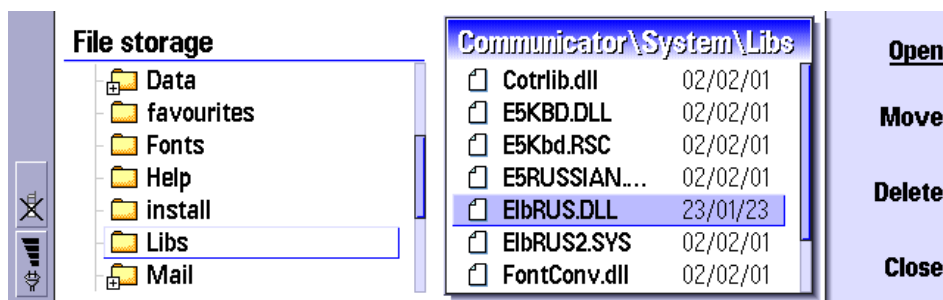 File storage
Data
favourites
Fonts
Help
install
Libs
Mail
Communicator\System\Libs
Cotrlib.dll 02/02/01
E5KBD.DLL 02/02/01
E5Kbd.RSC 02/02/01
E5RUSSIAN.... 02/02/01
ElbRUS.DLL 23/01/23
ElbRUS2.SYS 02/02/01
FontConv.dll 02/02/01
Open
Move
Delete
Close